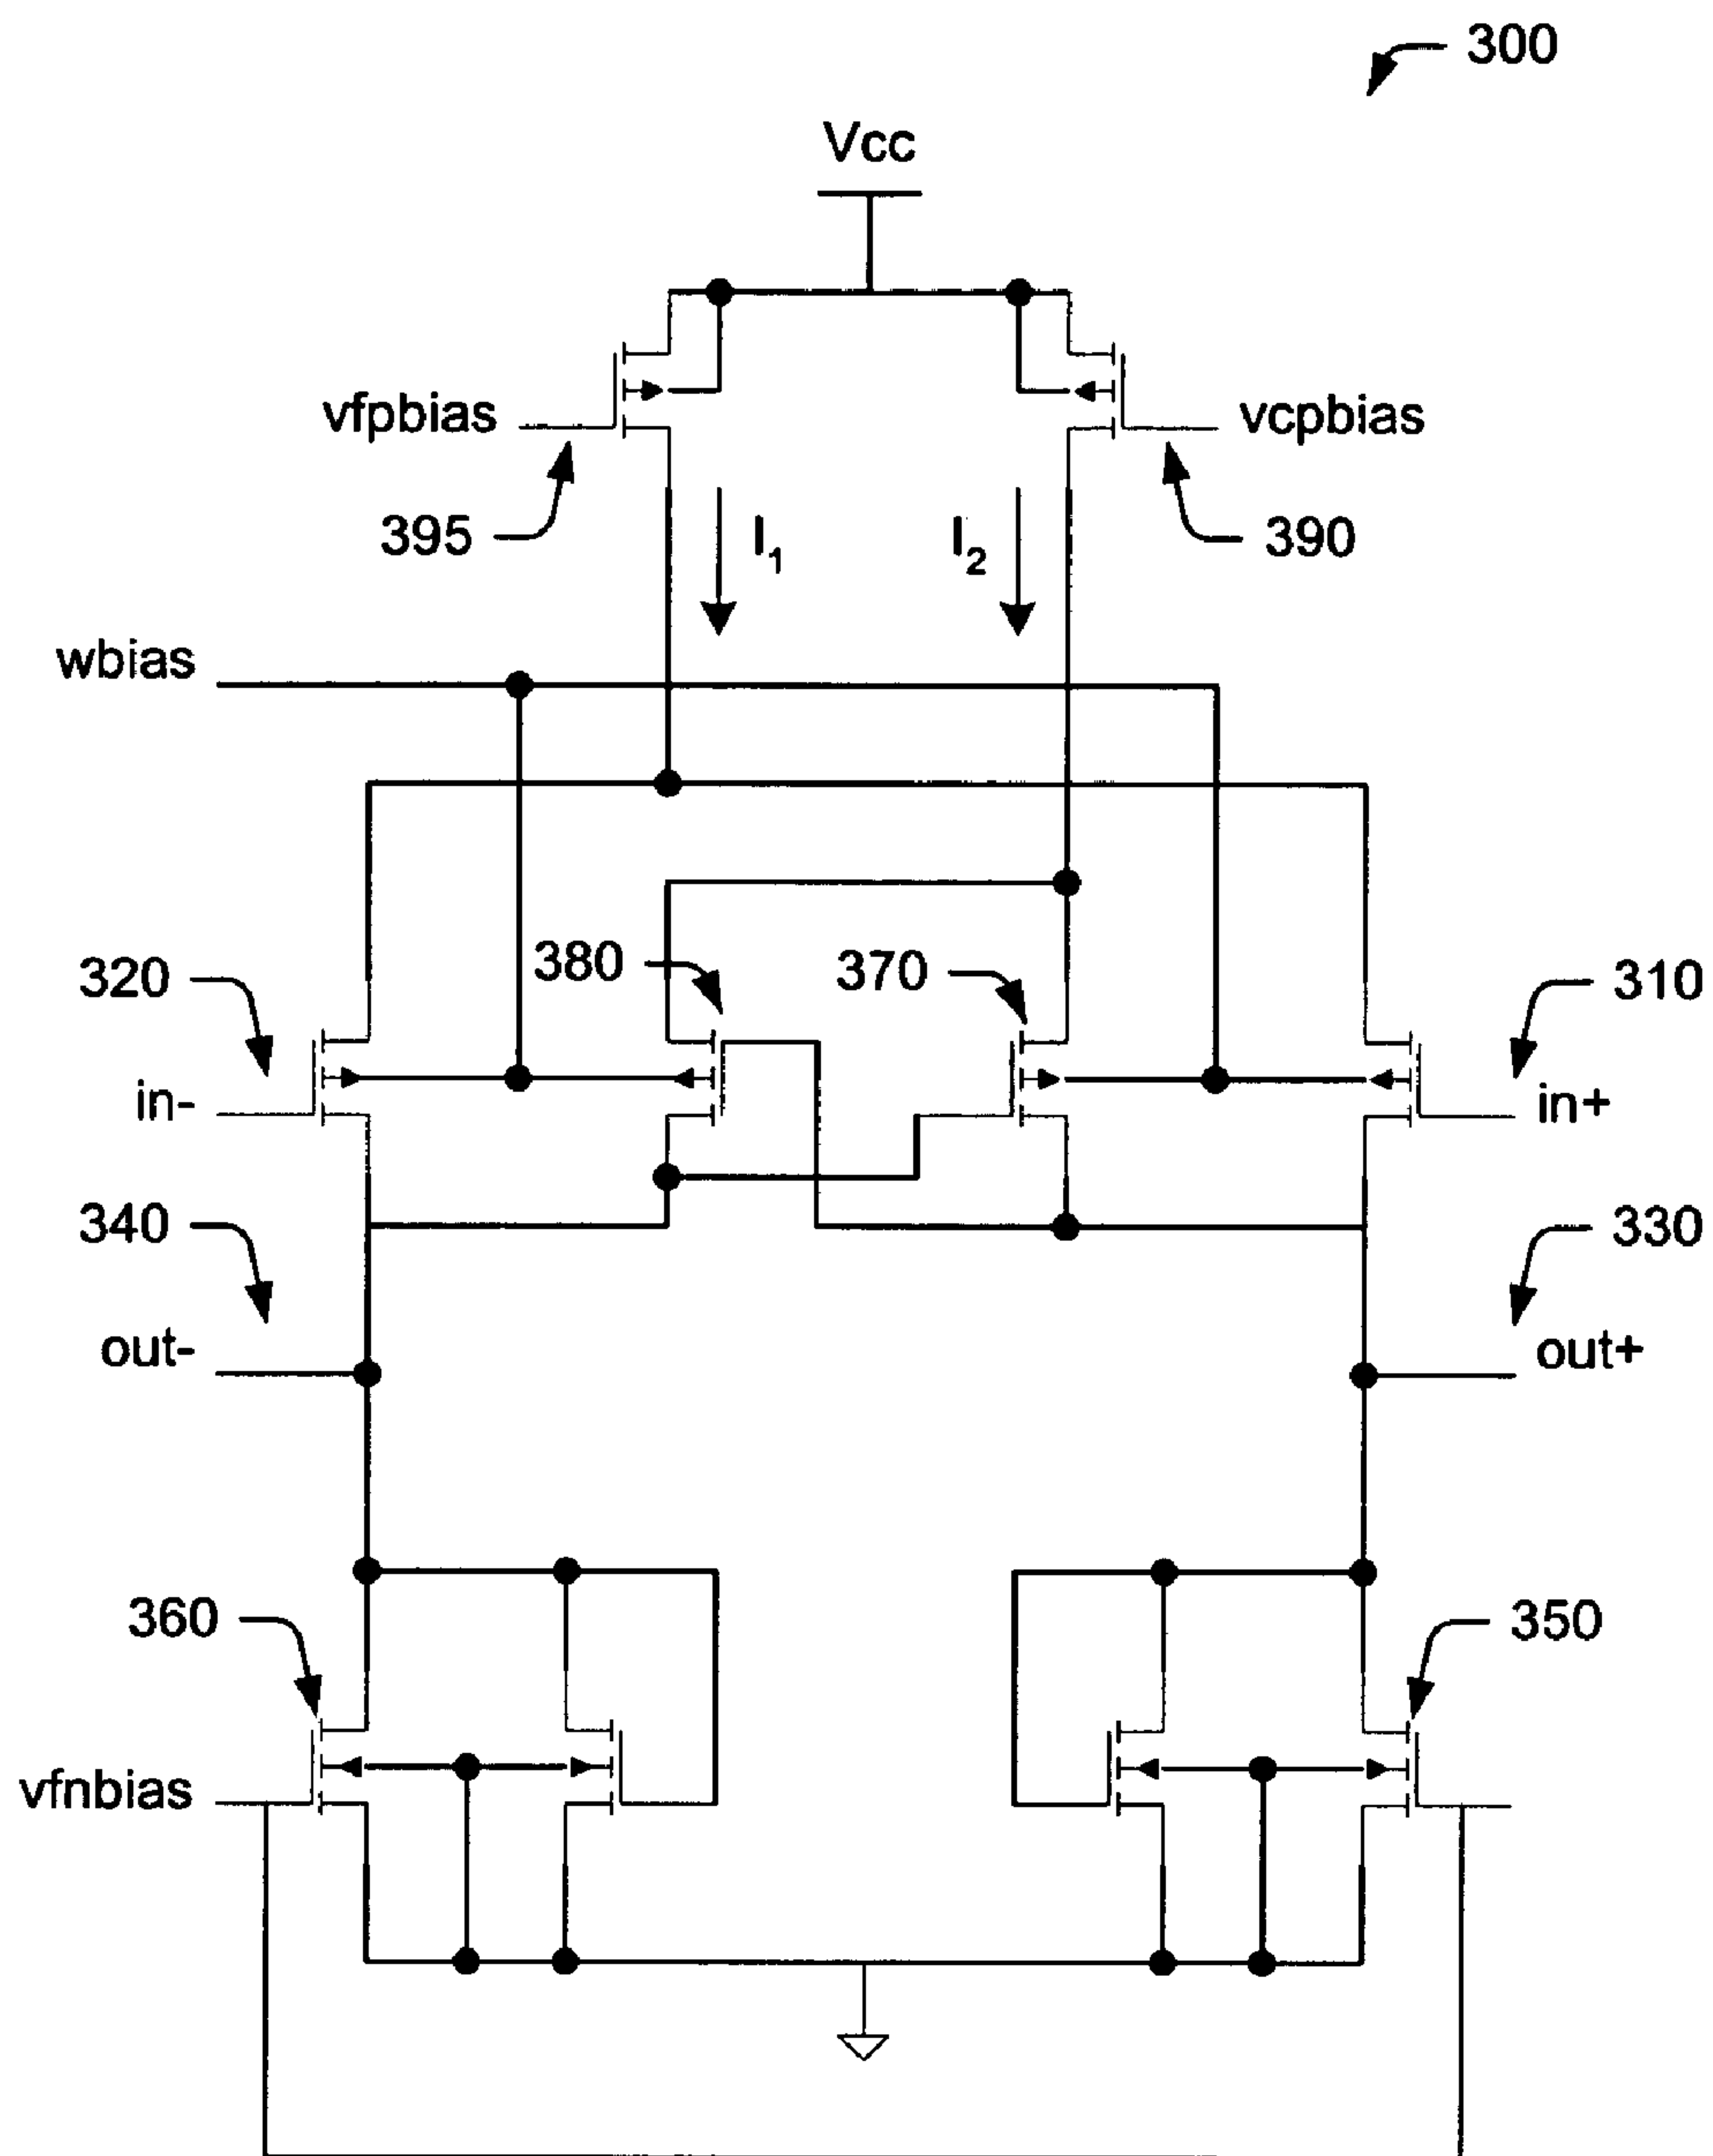 300
Vcc
vfpbias
vcpbias
395
I1
I2
390
wbias
320
380
370
310
in-
in+
340
330
out-
out+
360
350
vfnbias